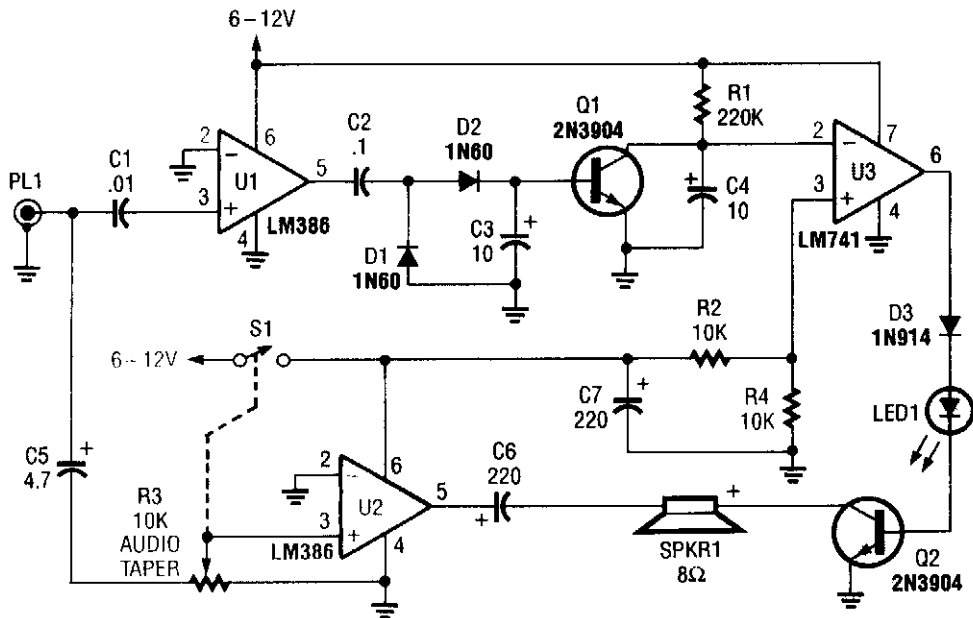 6–12V
PL1
C1
.01
2
3
−
+
6
U1
5
4
LM386
C2
.1
D2
1N60
D1
1N60
C3
10
+
Q1
2N3904
R1
220K
+
C4
10
2
3
−
+
7
U3
6
4
LM741
S1
6–12V
R2
10K
C7
220
+
R4
10K
D3
1N914
LED1
C5
4.7
+
R3
10K
AUDIO
TAPER
2
3
−
+
6
U2
5
4
LM386
C6
220
+
+
SPKR1
8Ω
Q2
2N3904